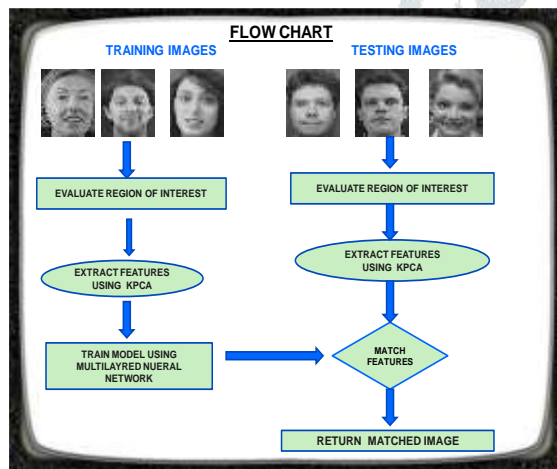 FLOW CHART
TRAINING IMAGES
TESTING IMAGES
EVALUATE REGION OF INTEREST
EVALUATE REGION OF INTEREST
EXTRACT FEATURES
USING KPCA
EXTRACT FEATURES
USING KPCA
TRAIN MODEL USING
MULTILAYRED NUERAL
NETWORK
MATCH
FEATURES
RETURN MATCHED IMAGE